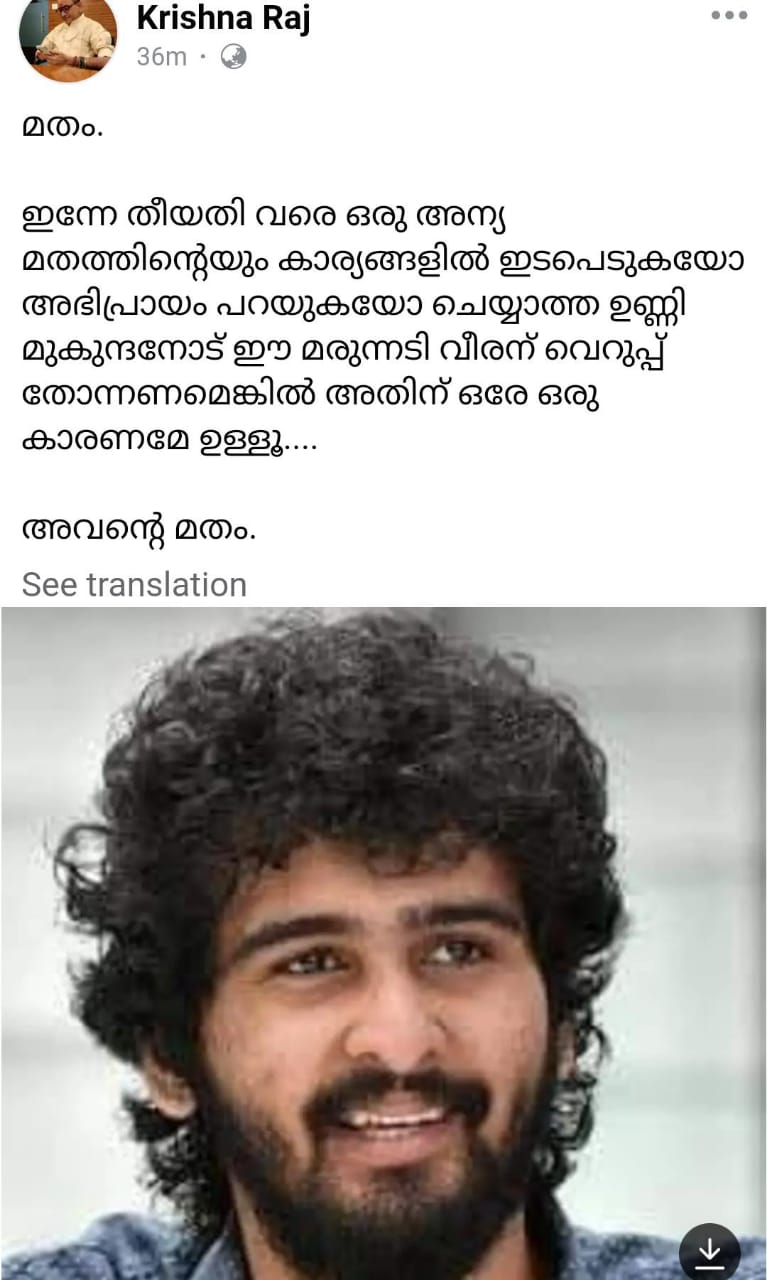 Krishna Raj
36m ·
മതം.
ഇന്നേ തീയതി വരെ ഒരു അന്യ
മതത്തിന്റെയും കാര്യങ്ങളിൽ ഇടപെടുകയോ
അഭിപ്രായം പറയുകയോ ചെയ്യാത്ത ഉണ്ണി
മുകുന്ദനോട് ഈ മരുന്നടി വീരന് വെറുപ്പ്
തോന്നണമെങ്കിൽ അതിന് ഒരേ ഒരു
കാരണമേ ഉള്ളൂ....
അവന്റെ മതം.
See translation